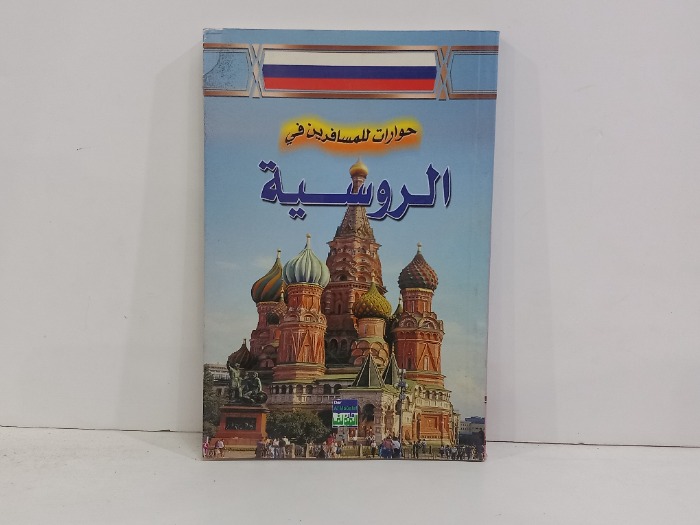 حوارات للمسافرين في
الروسية